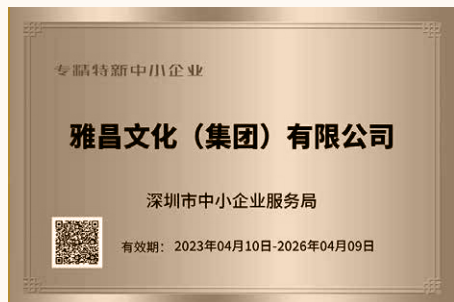 专精特新中小企业
雅昌文化（集团）有限公司
深圳市中小企业服务局
有效期：2023年04月10日-2026年04月09日